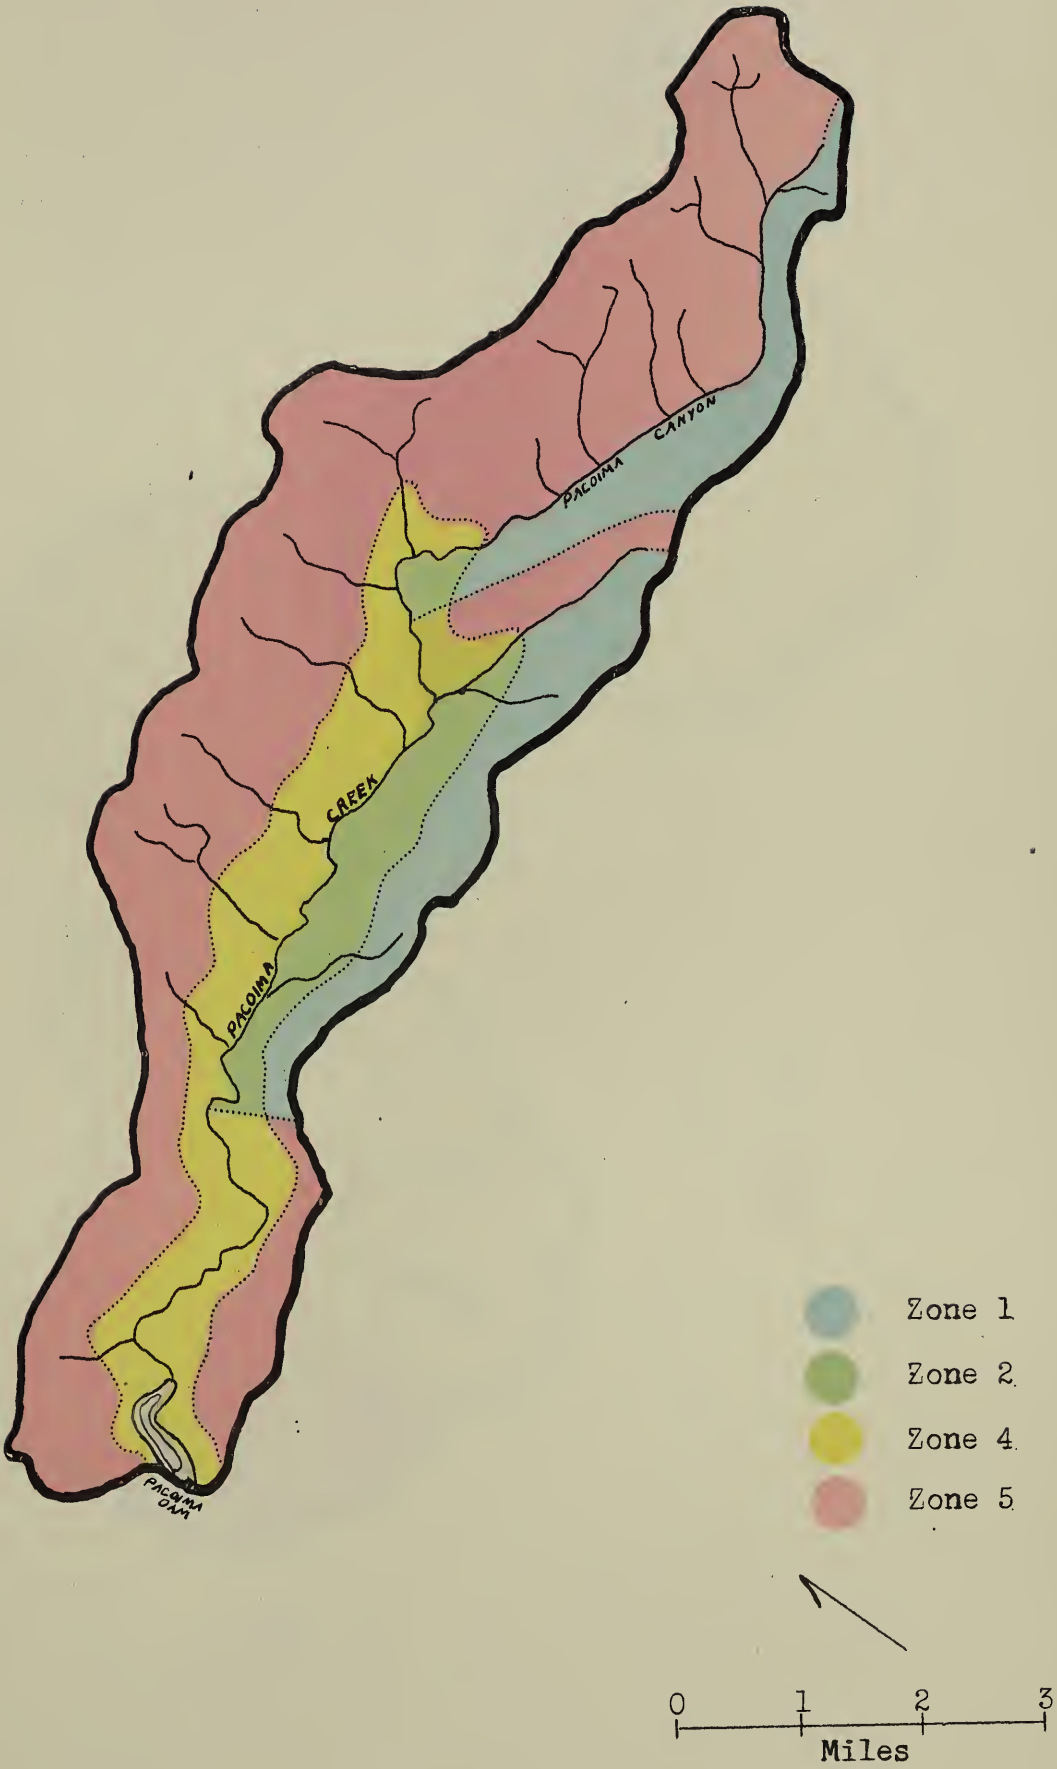 CANYON
PACOIMA
CREEK
PACOIMA
PACOIMA
DAM
Zone 1
Zone 2
Zone 4
Zone 5
0 1 2 3
Miles